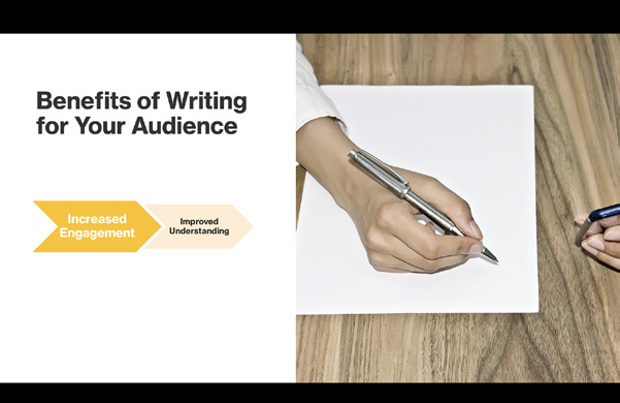 Benefits of Writing
for Your Audience
Increased
Engagement
Improved
Understanding